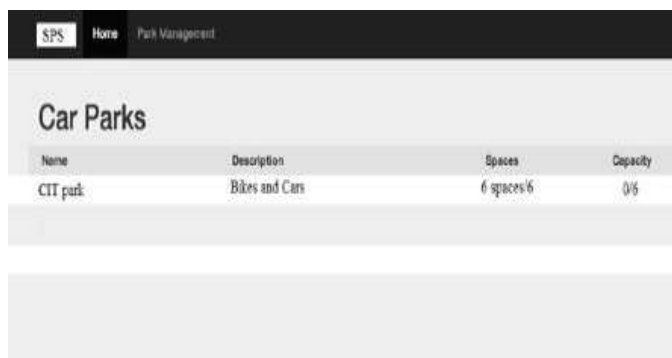 SPS Home Park Management
Car Parks
Name Description Spaces Capacity
CIT park Bikes and Cars 6 spaces/6 0/6